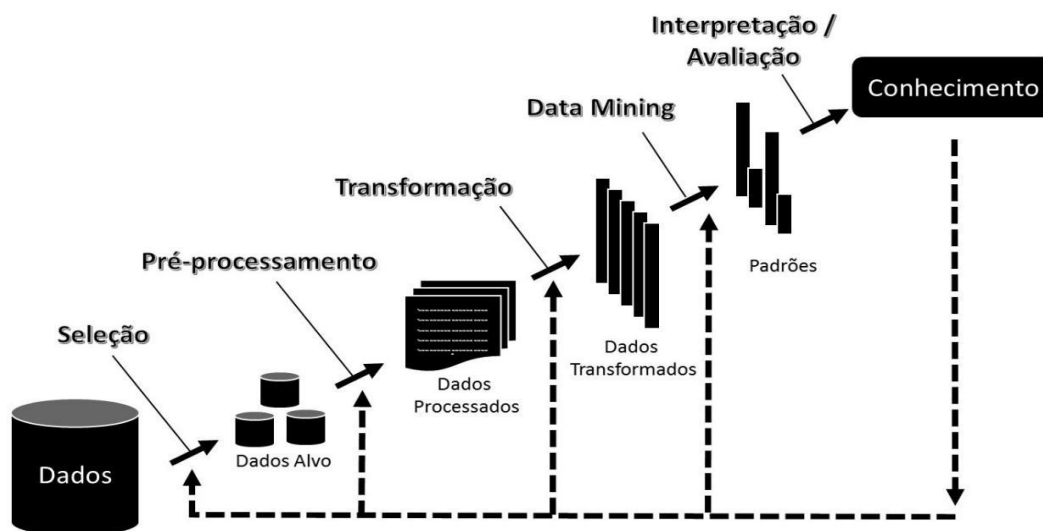 Interpretação /
Avaliação
Conhecimento
Data Mining
Transformação
Padrões
Pré-processamento
Dados
Transformados
Seleção
Dados
Processados
Dados Alvo
Dados